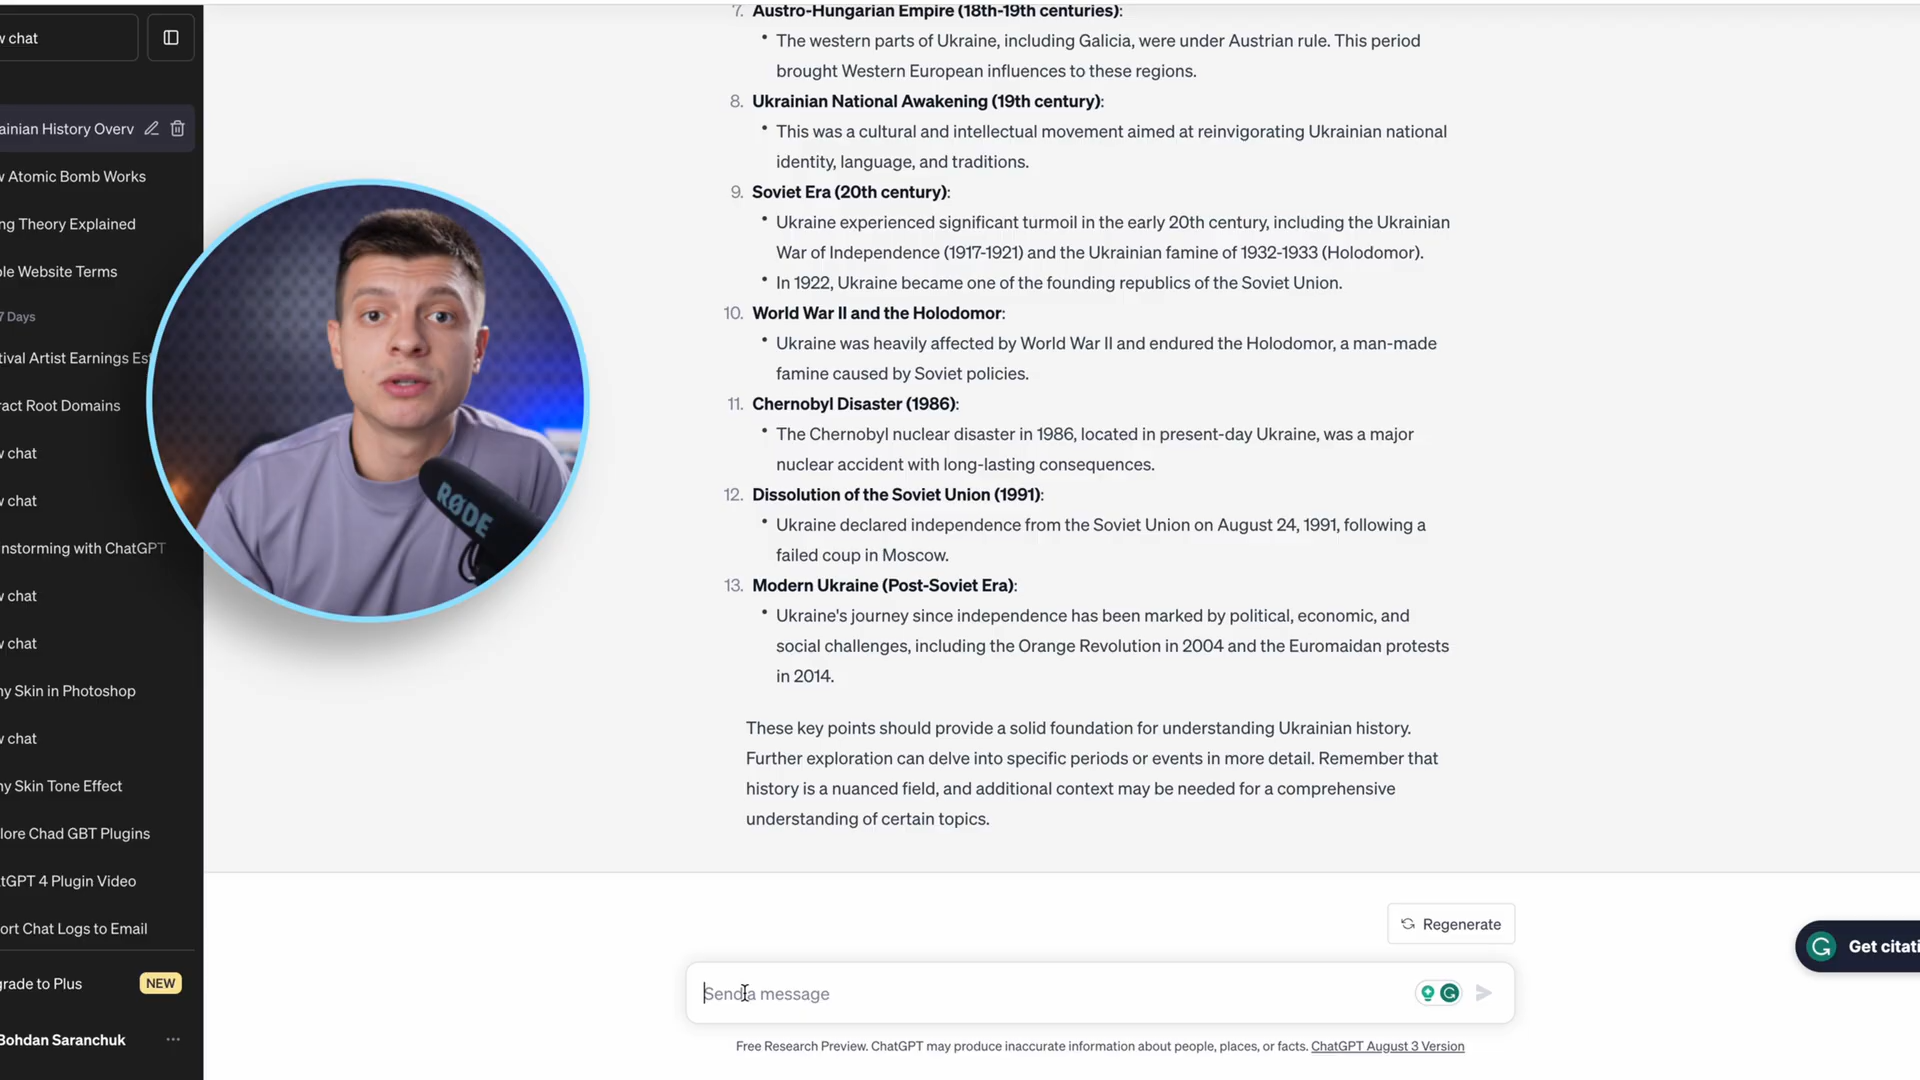 w chat
ainian History Overv
w Atomic Bomb Works
ng Theory Explained
ple Website Terms
7 Days
tival Artist Earnings Es
ract Root Domains
w chat
w chat
instorming with ChatGPT
w chat
w chat
ny Skin in Photoshop
w chat
ny Skin Tone Effect
lore Chad GBT Plugins
tGPT 4 Plugin Video
ort Chat Logs to Email
grade to Plus NEW
Bohdan Saranchuk
RØDE
7. Austro-Hungarian Empire (18th-19th centuries):
• The western parts of Ukraine, including Galicia, were under Austrian rule. This period
brought Western European influences to these regions.
8. Ukrainian National Awakening (19th century):
• This was a cultural and intellectual movement aimed at reinvigorating Ukrainian national
identity, language, and traditions.
9. Soviet Era (20th century):
• Ukraine experienced significant turmoil in the early 20th century, including the Ukrainian
War of Independence (1917-1921) and the Ukrainian famine of 1932-1933 (Holodomor).
• In 1922, Ukraine became one of the founding republics of the Soviet Union.
10. World War II and the Holodomor:
• Ukraine was heavily affected by World War II and endured the Holodomor, a man-made
famine caused by Soviet policies.
11. Chernobyl Disaster (1986):
• The Chernobyl nuclear disaster in 1986, located in present-day Ukraine, was a major
nuclear accident with long-lasting consequences.
12. Dissolution of the Soviet Union (1991):
• Ukraine declared independence from the Soviet Union on August 24, 1991, following a
failed coup in Moscow.
13. Modern Ukraine (Post-Soviet Era):
• Ukraine's journey since independence has been marked by political, economic, and
social challenges, including the Orange Revolution in 2004 and the Euromaidan protests
in 2014.
These key points should provide a solid foundation for understanding Ukrainian history.
Further exploration can delve into specific periods or events in more detail. Remember that
history is a nuanced field, and additional context may be needed for a comprehensive
understanding of certain topics.
Regenerate
Get citati
Send a message
Free Research Preview. ChatGPT may produce inaccurate information about people, places, or facts. ChatGPT August 3 Version